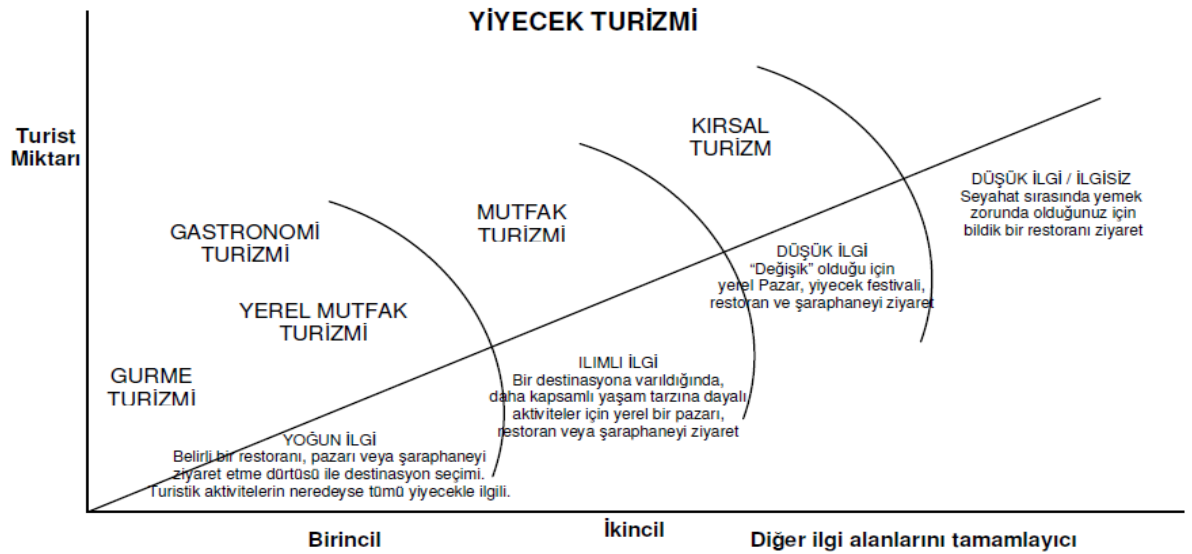 YİYECEK TURİZMİ
Turist
Miktarı
KIRSAL
TURİZM
DÜŞÜK İLGİ / İLGİSİZ
Seyahat sırasında yemek
zorunda olduğunuz için
bildik bir restoranı ziyaret
MUTFAK
TURİZMİ
GASTRONOMİ
TURİZMİ
DÜŞÜK İLGİ
“Değişik” olduğu için
yerel Pazar, yiyecek festivali,
restoran ve şaraphaneyi ziyaret
YEREL MUTFAK
TURİZMİ
GURME
TURİZMİ
ILIMLI İLGİ
Bir destinasyona varıldığında,
daha kapsamlı yaşam tarzına dayalı
aktiviteler için yerel bir pazarı,
restoran veya şaraphaneyi ziyaret
YOĞUN İLGİ
Belirli bir restoranı, pazarı veya şaraphaneyi
ziyaret etme dürtüsü ile destinasyon seçimi.
Turistik aktivitelerin neredeyse tümü yiyecekle ilgili.
Birincil
İkincil
Diğer ilgi alanlarını tamamlayıcı